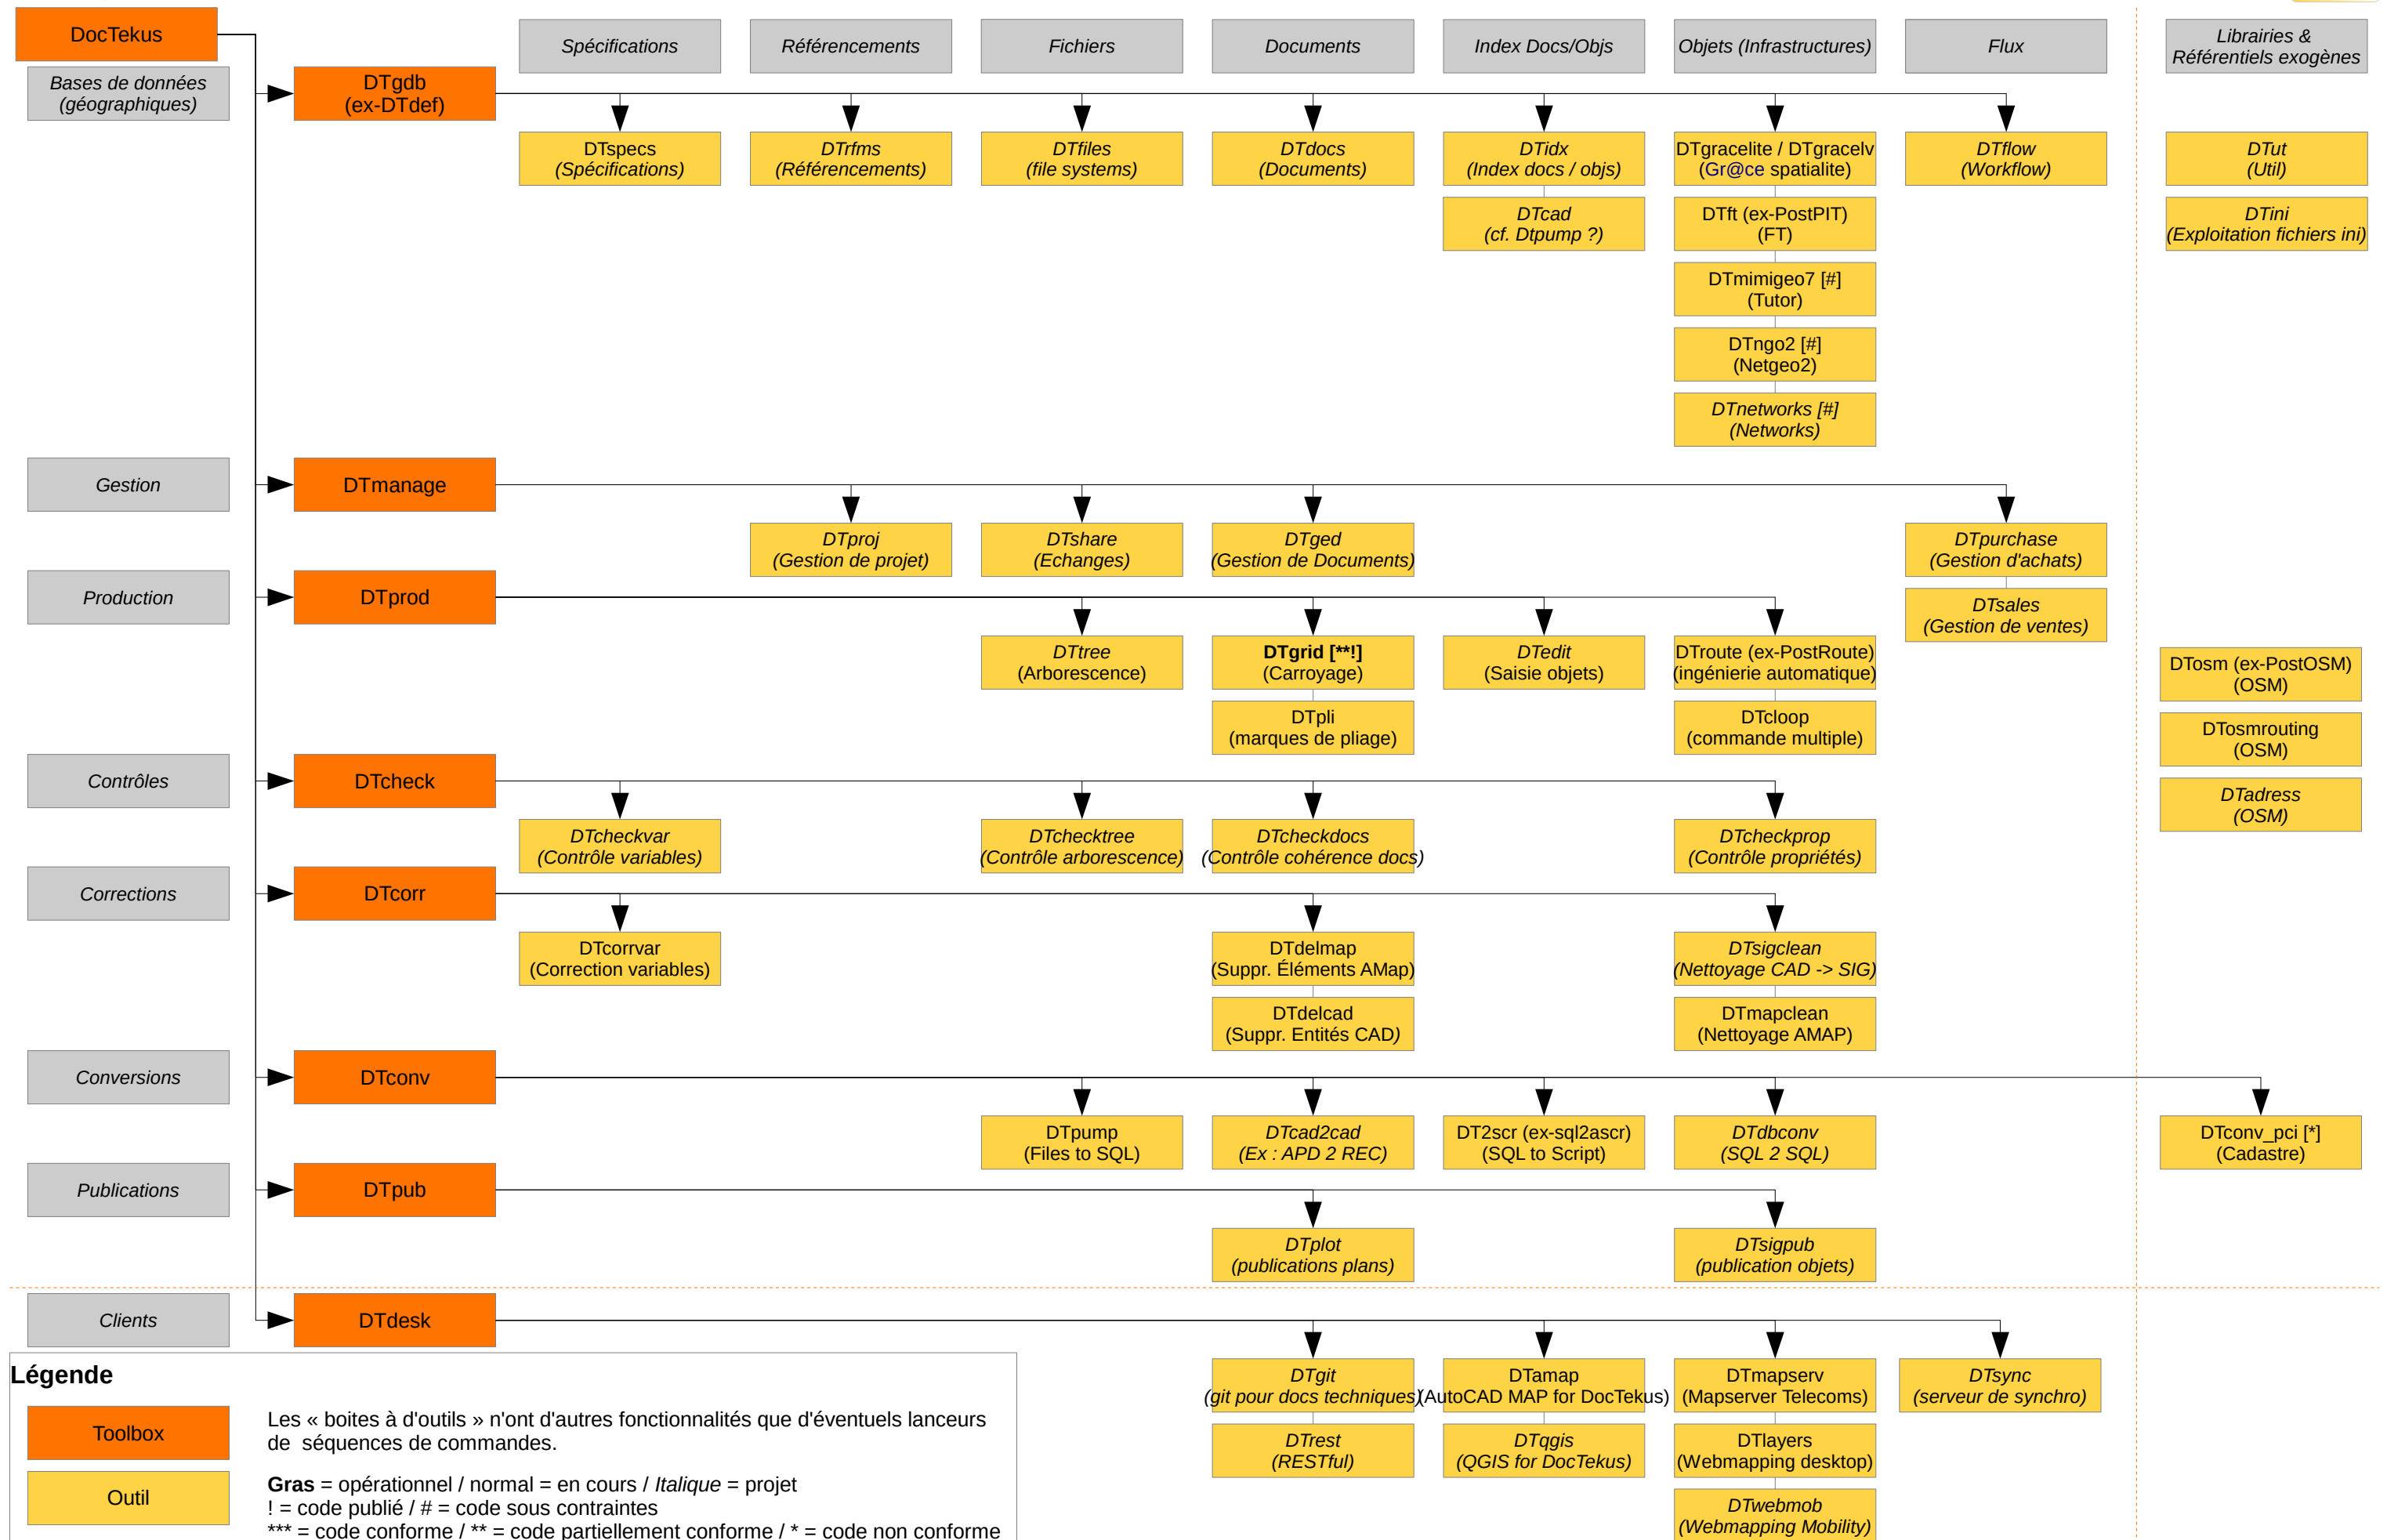 DocTekus
Spécifications
Référencements
Fichiers
Documents
Index Docs/Objs
Objets (Infrastructures)
Flux
Librairies &
Référentiels exogènes
Bases de données
(géographiques)
DTgdb
(ex-DTdef)
DTspecs
(Spécifications)
DTrfms
(Référencements)
DTfiles
(file systems)
DTdocs
(Documents)
DTidx
(Index docs / objs)
DTgracelite / DTgracelv
(Gr@ce spatialite)
DTflow
(Workflow)
DTut
(Util)
DTcad
(cf. Dtpump ?)
DTft (ex-PostPIT)
(FT)
DTini
(Exploitation fichiers ini)
DTmimigeo7 [#]
(Tutor)
DTngo2 [#]
(Netgeo2)
DTnetworks [#]
(Networks)
Gestion
DTmanage
DTproj
(Gestion de projet)
DTshare
(Echanges)
DTged
(Gestion de Documents)
DTpurchase
(Gestion d'achats)
DTsales
(Gestion de ventes)
Production
DTprod
DTtree
(Arborescence)
DTgrid [**!]
(Carroyage)
DTedit
(Saisie objets)
DTroute (ex-PostRoute)
(ingénierie automatique)
DTosm (ex-PostOSM)
(OSM)
DTpli
(marques de pliage)
DTcloop
(commande multiple)
DTosmrouting
(OSM)
Contrôles
DTcheck
DTadress
(OSM)
DTcheckvar
(Contrôle variables)
DTchecktree
(Contrôle arborescence)
DTcheckdocs
(Contrôle cohérence docs)
DTcheckprop
(Contrôle propriétés)
Corrections
DTcorr
DTcorrvar
(Correction variables)
DTdelmap
(Suppr. Éléments AMap)
DTsigclean
(Nettoyage CAD -> SIG)
DTdelcad
(Suppr. Entités CAD)
DTmapclean
(Nettoyage AMAP)
Conversions
DTconv
DTpump
(Files to SQL)
DTcad2cad
(Ex : APD 2 REC)
DT2scr (ex-sql2ascr)
(SQL to Script)
DTdbconv
(SQL 2 SQL)
DTconv_pci [*]
(Cadastre)
Publications
DTpub
DTplot
(publications plans)
DTsigpub
(publication objets)
Clients
DTdesk
DTgit
(git pour docs techniques)
DTamap
(AutoCAD MAP for DocTekus)
DTmapserv
(Mapserver Telecoms)
DTsync
(serveur de synchro)
DTrest
(RESTful)
DTqgis
(QGIS for DocTekus)
DTlayers
(Webmapping desktop)
DTwebmob
(Webmapping Mobility)
Légende
Toolbox
Les « boites à d'outils » n'ont d'autres fonctionnalités que d'éventuels lanceurs
de séquences de commandes.
Outil
Gras = opérationnel / normal = en cours / Italique = projet
! = code publié / # = code sous contraintes
*** = code conforme / ** = code partiellement conforme / * = code non conforme